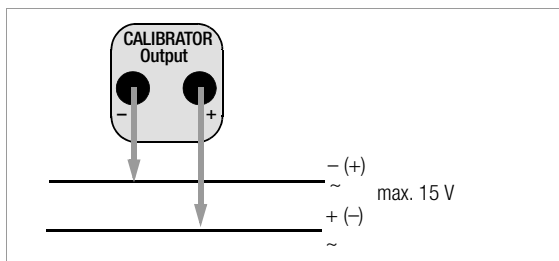 CALIBRATOR
Output
– +
– (+)
~
max. 15 V
+ (–)
~